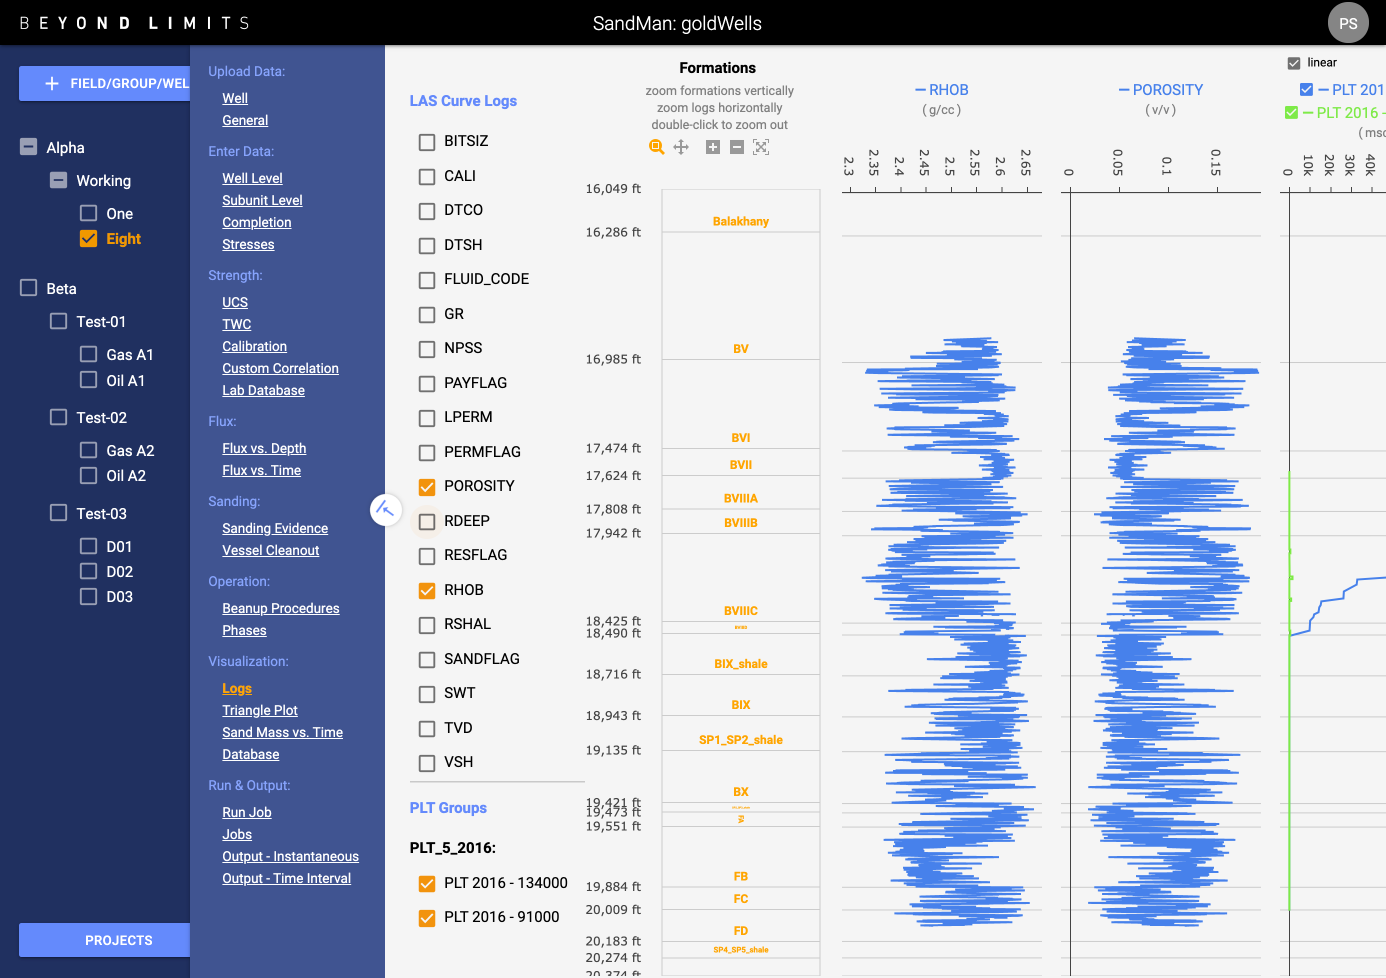 BEYOND LIMITS
SandMan: goldWells
PS
+ FIELD/GROUP/WEL
Alpha
Working
One
Eight
Beta
Test-01
Gas A1
Oil A1
Test-02
Gas A2
Oil A2
Test-03
D01
D02
D03
PROJECTS
Upload Data:
Well
General
Enter Data:
Well Level
Subunit Level
Completion
Stresses
Strength:
UCS
TWC
Calibration
Custom Correlation
Lab Database
Flux:
Flux vs. Depth
Flux vs. Time
Sanding:
Sanding Evidence
Vessel Cleanout
Operation:
Beanup Procedures
Phases
Visualization:
Logs
Triangle Plot
Sand Mass vs. Time
Database
Run & Output:
Run Job
Jobs
Output - Instantaneous
Output - Time Interval
LAS Curve Logs
BITSIZ
CALI
DTCO
DTSH
FLUID_CODE
GR
NPSS
PAYFLAG
LPERM
PERMFLAG
POROSITY
RDEEP
RESFLAG
RHOB
RSHAL
SANDFLAG
SWT
TVD
VSH
PLT Groups
PLT_5_2016:
PLT 2016 - 134000
PLT 2016 - 91000
Formations
zoom formations vertically
zoom logs horizontally
double-click to zoom out
16,049 ft
Balakhany
16,286 ft
BV
16,985 ft
BVI
17,474 ft
BVII
17,624 ft
BVIIIA
17,808 ft
BVIIIB
17,942 ft
BVIIIC
18,425 ft
18,490 ft
BIX_shale
18,716 ft
BIX
18,943 ft
SP1_SP2_shale
19,135 ft
BX
19,421 ft
19,473 ft
19,551 ft
FB
19,884 ft
FC
20,009 ft
FD
20,183 ft
SP4_SP5_shale
20,274 ft
20,374 ft
RHOB
( g/cc )
2.3 2.35 2.4 2.45 2.5 2.55 2.6 2.65
POROSITY
( v/v )
0 0.05 0.1 0.15
linear
PLT 201
PLT 2016 -
( msc
0 10k 20k 30k 40k